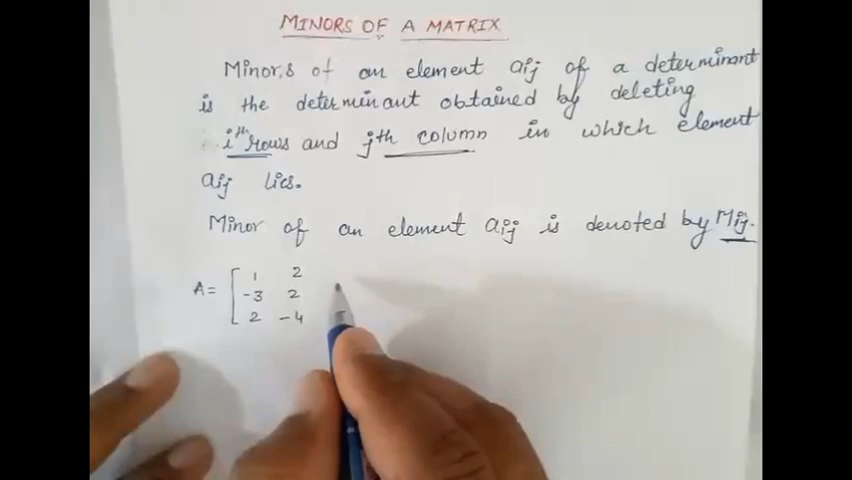 MINORS OF A MATRIX
Minors of an element aij of a determinant
is the determinant obtained by deleting
ith rows and jth column in which element
aij lies.
Minor of an element aij is denoted by Mij.
A= [ 1 2
-3 2
2 -4